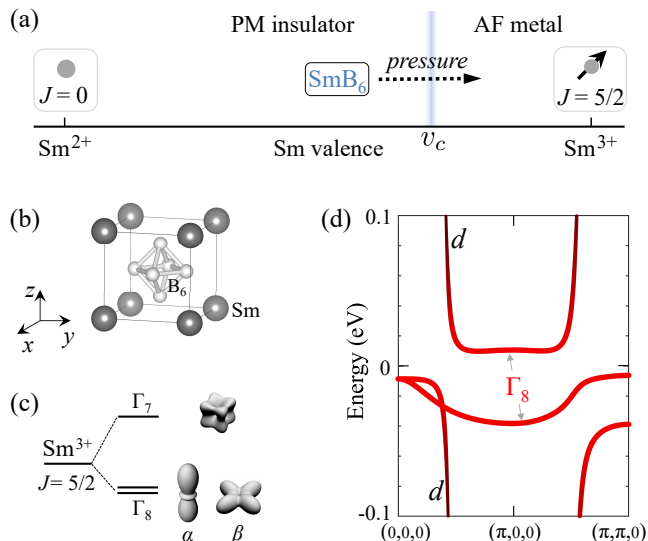 (a)
PM insulator
AF metal
pressure
SmB₆
J = 0
J = 5/2
Sm²⁺
Sm valence
v_c
Sm³⁺
(b)
B₆
Sm
z
x
y
(c)
Γ₇
Sm³⁺
J = 5/2
Γ₈
α
β
(d)
0.1
d
Energy (eV)
0
Γ₈
d
-0.1
(0,0,0)
(π,0,0)
(π,π,0)